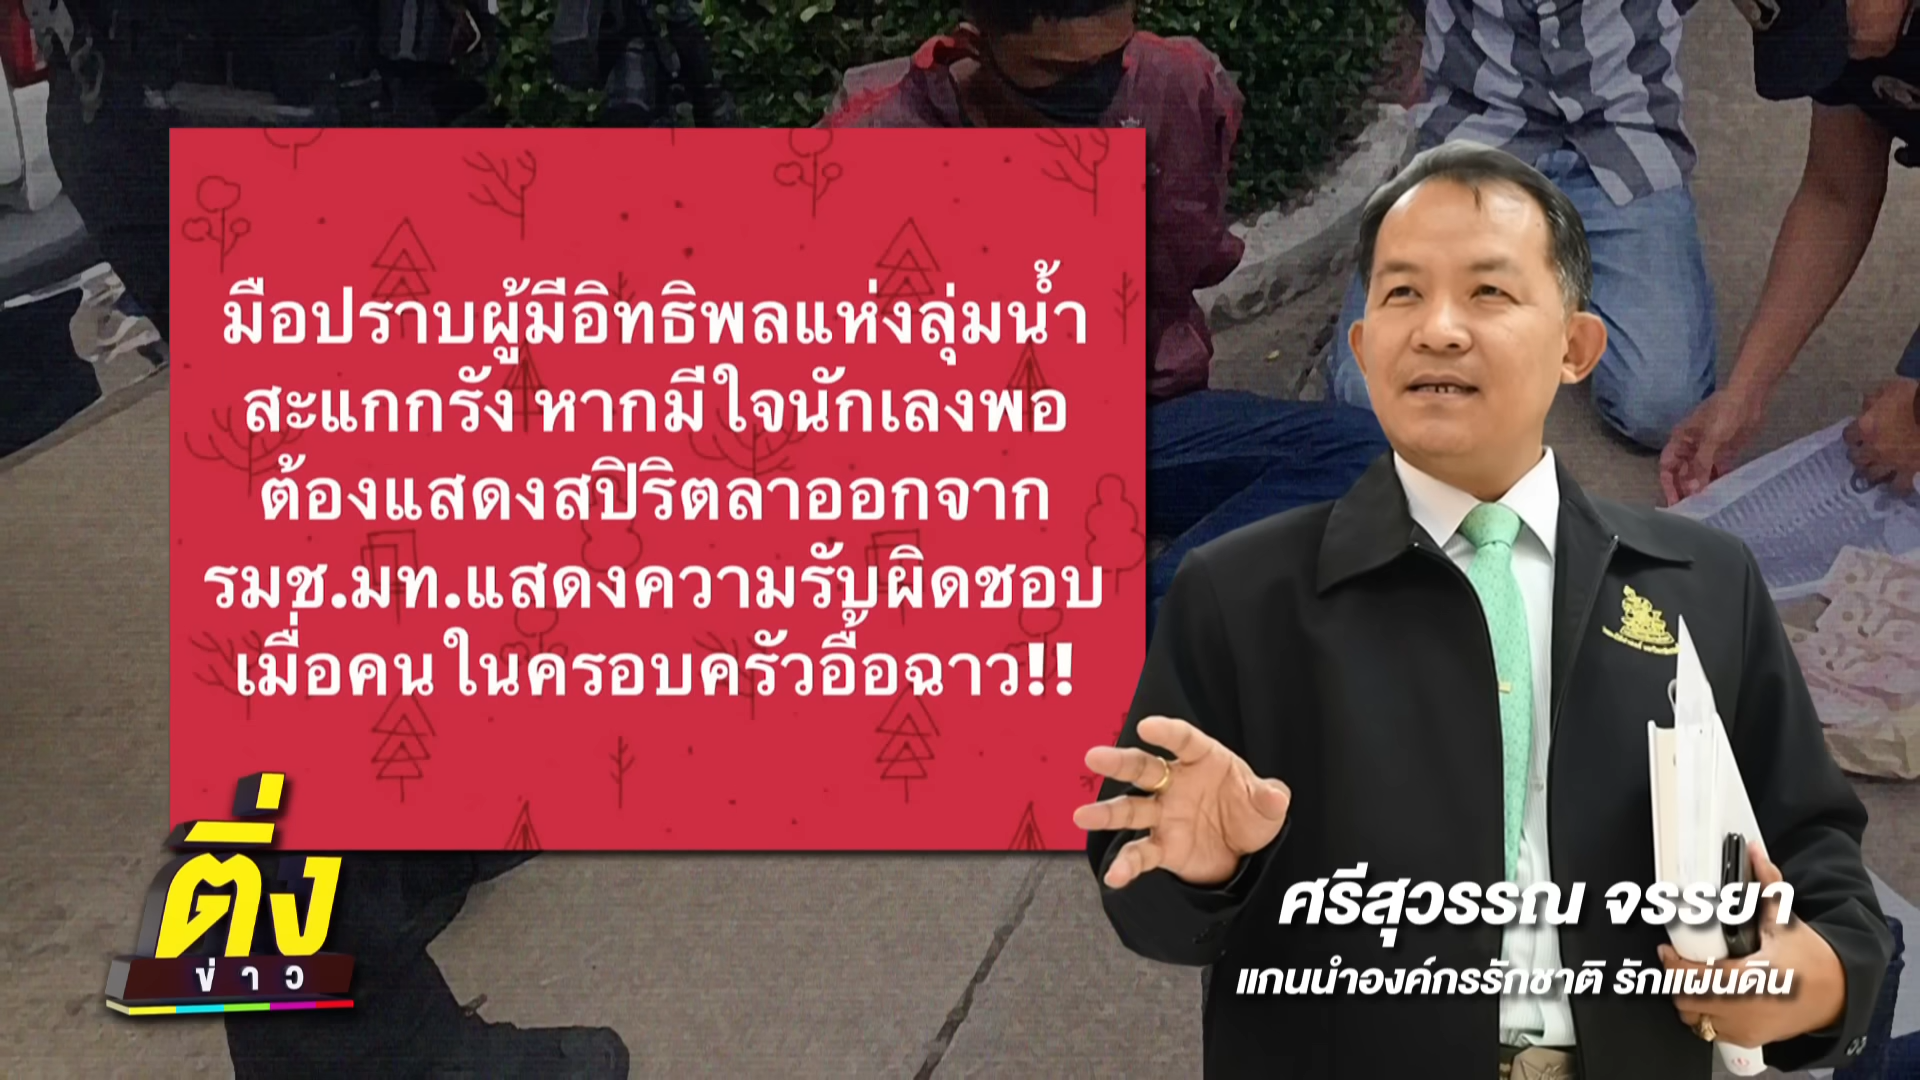 มือปราบผู้มีอิทธิพลแห่งลุ่มน้ำ
สะแกกรัง หากมีใจนักเลงพอ
ต้องแสดงสปิริตลาออกจาก
รมช.มท.แสดงความรับผิดชอบ
เมื่อคนในครอบครัวอื้อฉาว!!
ติ่ง
ข่าว
ศรีสุวรรณ จรรยา
แกนนำองค์กรรักชาติ รักแผ่นดิน